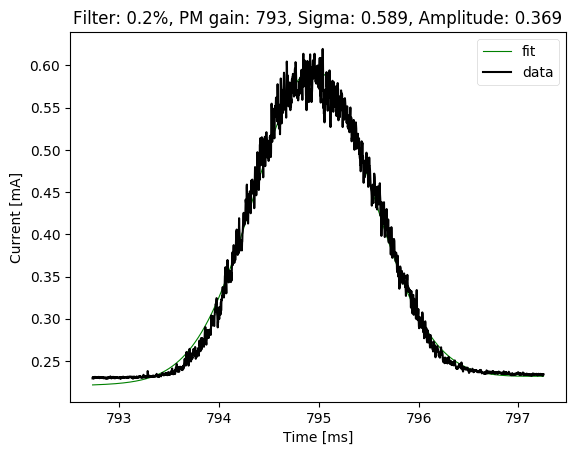 Filter: 0.2%, PM gain: 793, Sigma: 0.589, Amplitude: 0.369
fit
data
0.60
0.55
0.50
0.45
0.40
0.35
0.30
0.25
Current [mA]
793
794
795
796
797
Time [ms]